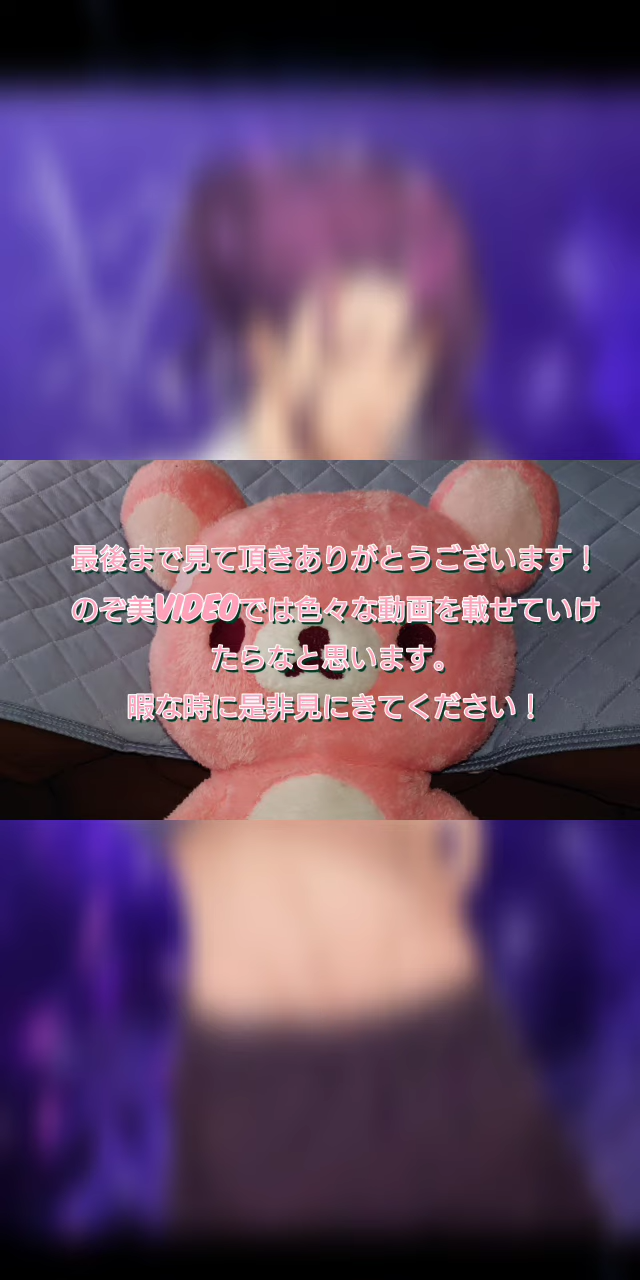 最後まで見て頂きありがとうございます！
のぞ美VIDEOでは色々な動画を載せていけ
たらなと思います。
暇な時に是非見にきてください！